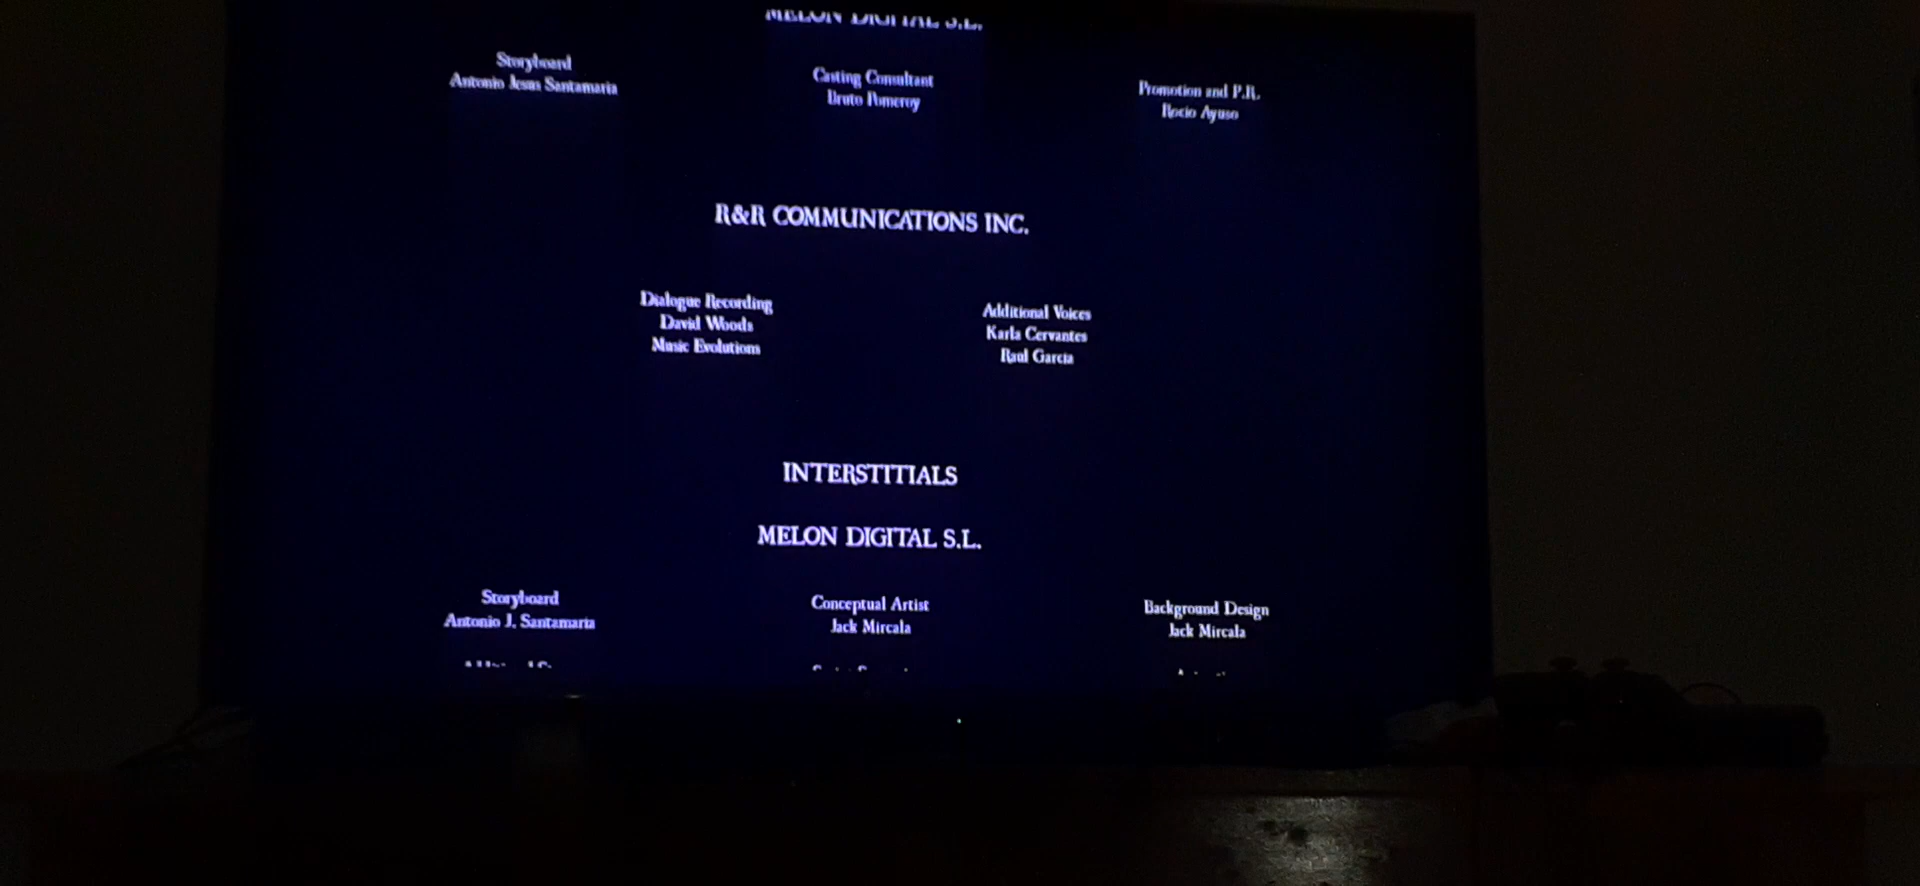 MELON DIGITAL S.L.
Storyboard
Antonio Jesus Santamaria
Casting Consultant
Bruto Pomeroy
Promotion and P.R.
Rocio Ayuso
R&R COMMUNICATIONS INC.
Dialogue Recording
David Woods
Music Evolutions
Additional Voices
Karla Cervantes
Raul Garcia
INTERSTITIALS
MELON DIGITAL S.L.
Storyboard
Antonio J. Santamaria
Conceptual Artist
Jack Mircala
Background Design
Jack Mircala